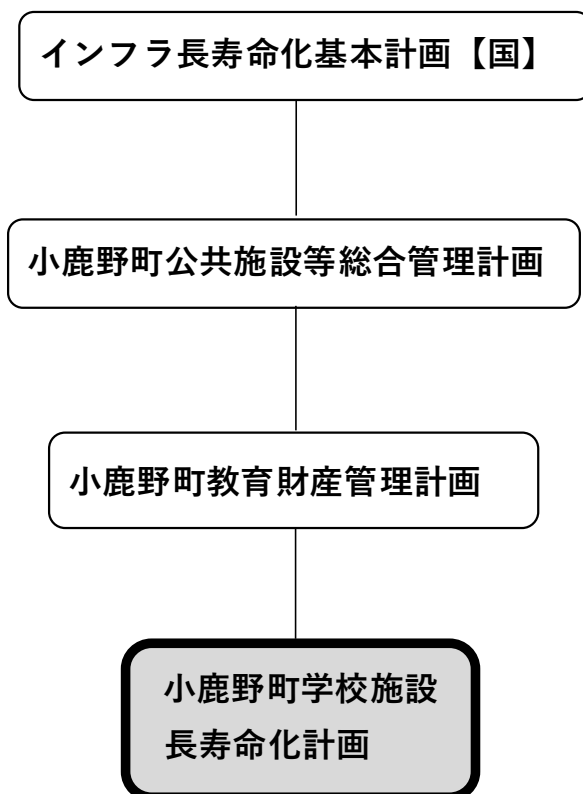 インフラ長寿命化基本計画【国】
小鹿野町公共施設等総合管理計画
小鹿野町教育財産管理計画
小鹿野町学校施設
長寿命化計画